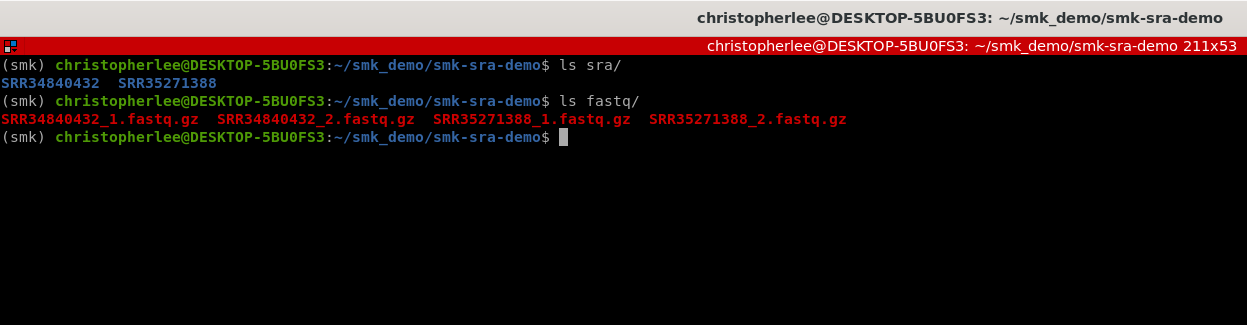 christopherlee@DESKTOP-5BU0FS3: ~/smk_demo/smk-sra-demo
christopherlee@DESKTOP-5BU0FS3: ~/smk_demo/smk-sra-demo 211x53
(smk) christopherlee@DESKTOP-5BU0FS3:~/smk_demo/smk-sra-demo$ ls sra/
SRR34840432  SRR35271388
(smk) christopherlee@DESKTOP-5BU0FS3:~/smk_demo/smk-sra-demo$ ls fastq/
SRR34840432_1.fastq.gz  SRR34840432_2.fastq.gz  SRR35271388_1.fastq.gz  SRR35271388_2.fastq.gz
(smk) christopherlee@DESKTOP-5BU0FS3:~/smk_demo/smk-sra-demo$